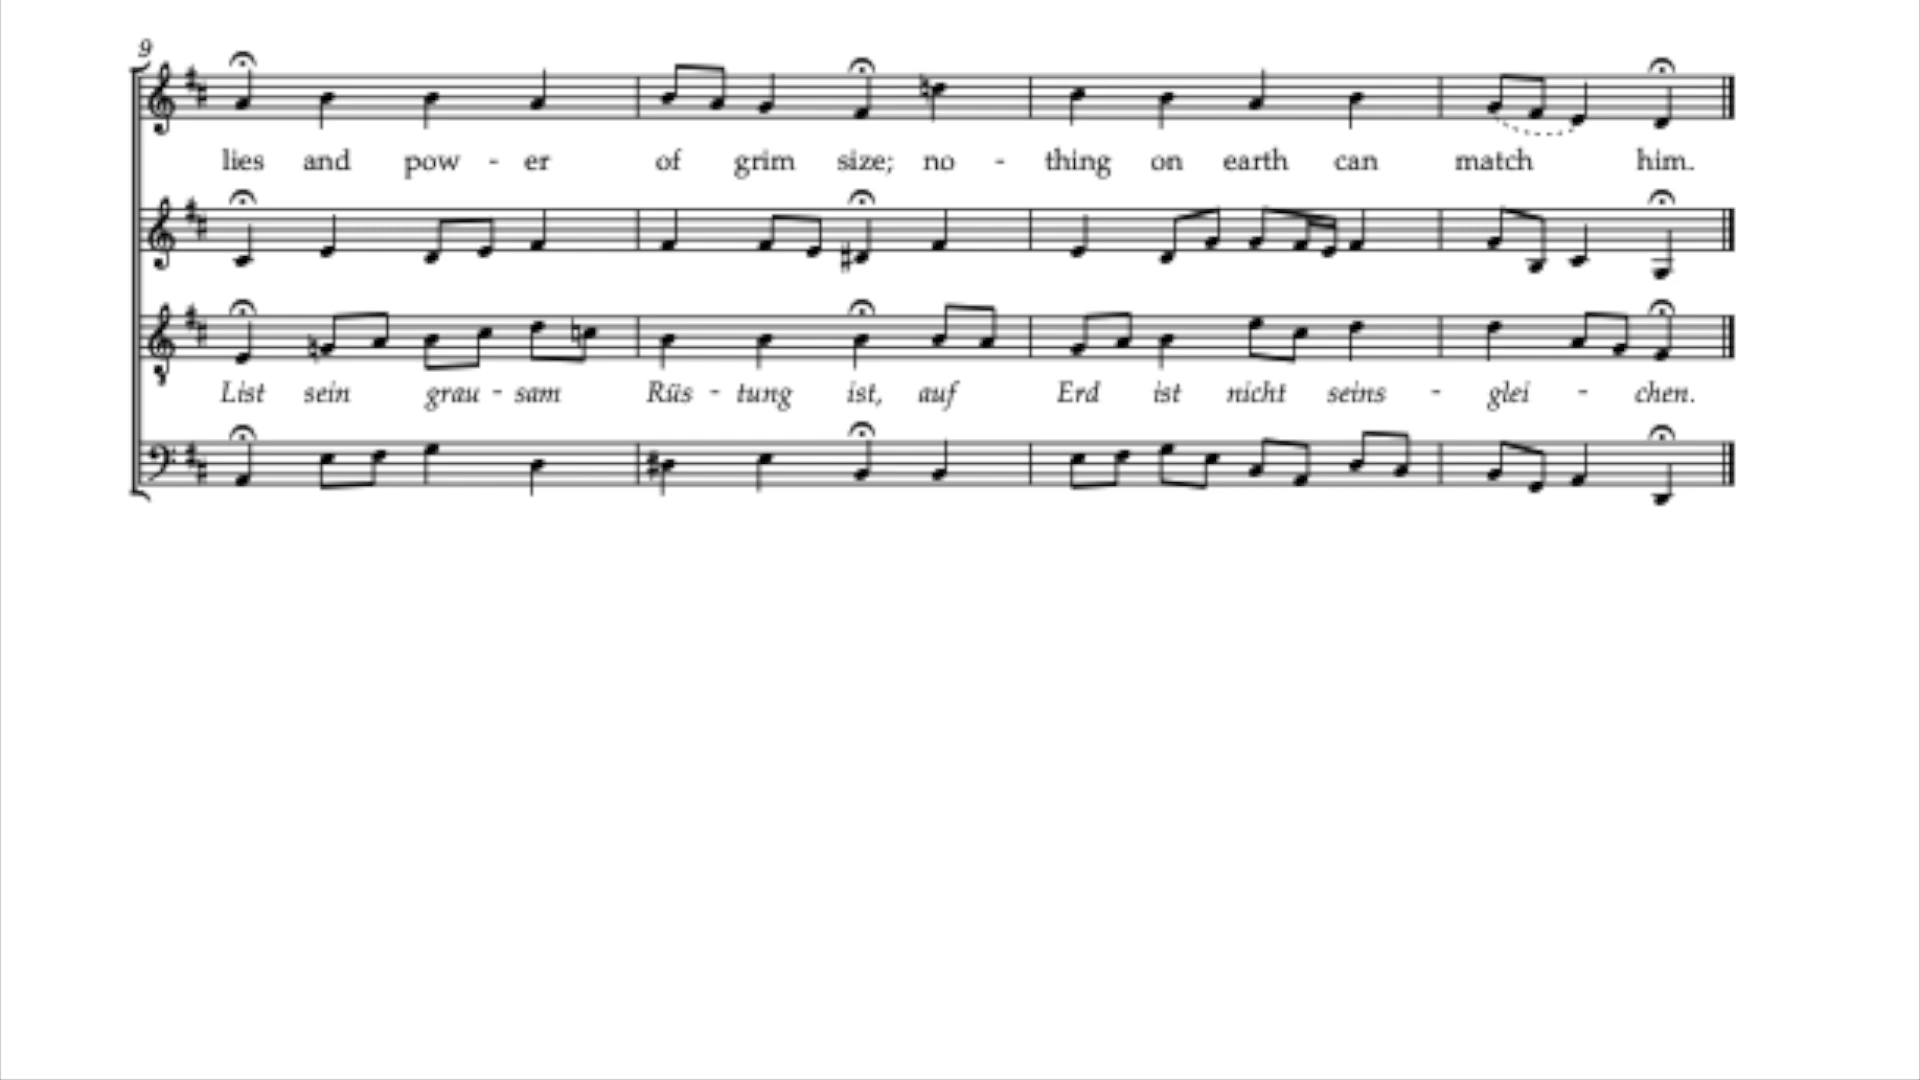 9
lies and pow - er of grim size; no - thing on earth can match him.
List sein grau - sam Rüs - tung ist, auf Erd ist nicht seins - glei - chen.